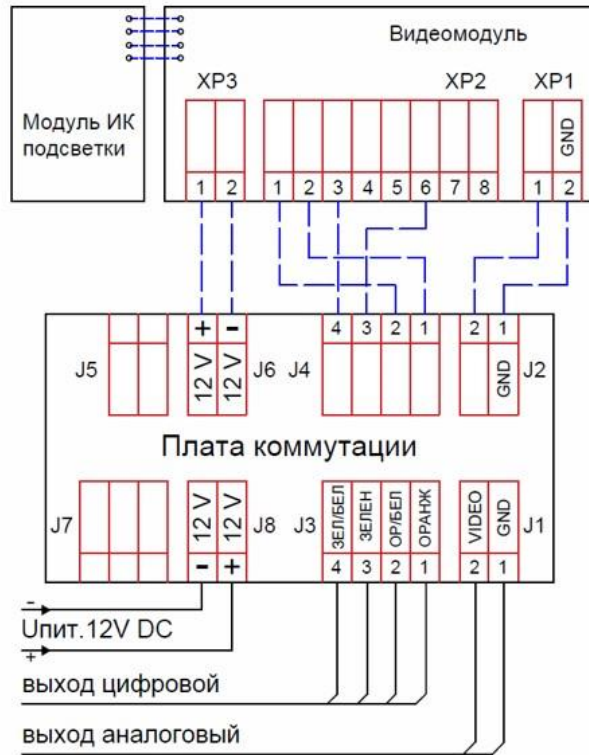 Видеомодуль
XP3 XP2 XP1
Модуль ИК
подсветки
GND
1 2 1 2 3 4 5 6 7 8 1 2
+ - 4 3 2 1 2 1
J5 12 V 12 V J6 J4 GND J2
Плата коммутации
J7 12 V 12 V J8 J3 ЗЕЛ/БЕЛ ЗЕЛЕН ОР/БЕЛ ОРАНЖ VIDEO GND J1
- + 4 3 2 1 2 1
-
Uпит.12V DC
+
выход цифровой
выход аналоговый